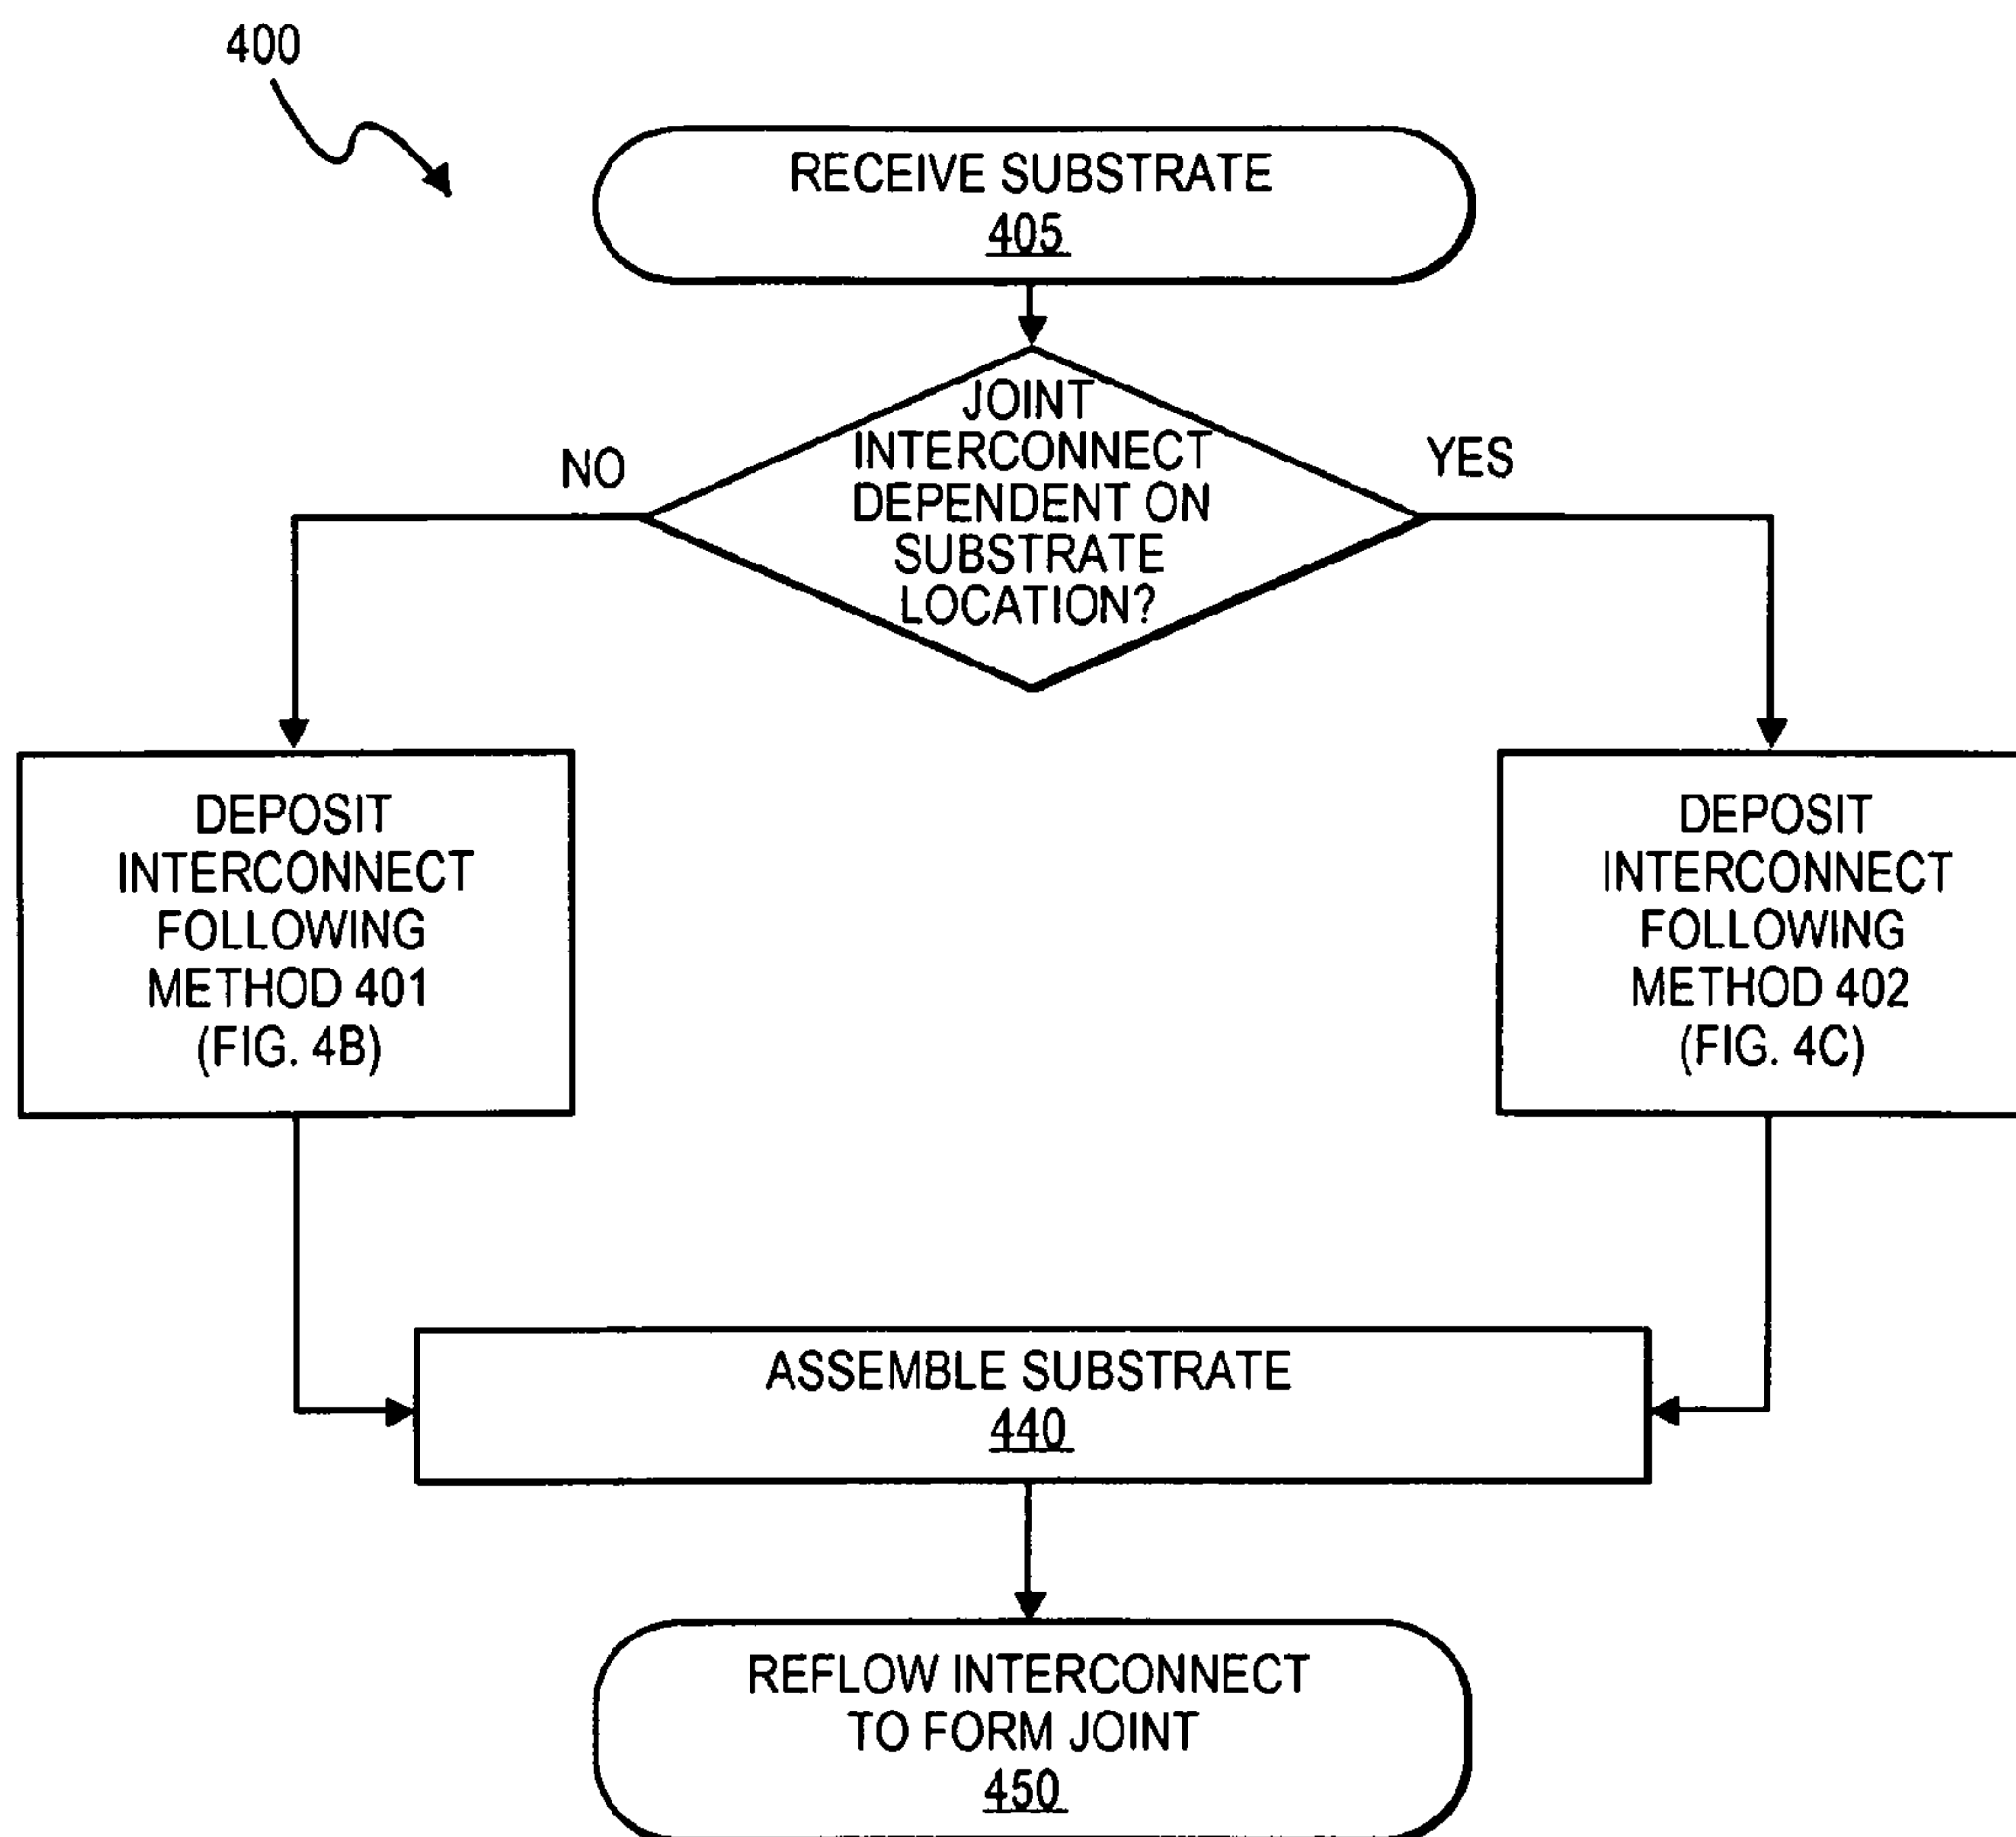 400
RECEIVE SUBSTRATE
405
JOINT
INTERCONNECT
DEPENDENT ON
SUBSTRATE
LOCATION?
NO
YES
DEPOSIT
INTERCONNECT
FOLLOWING
METHOD 401
(FIG. 4B)
DEPOSIT
INTERCONNECT
FOLLOWING
METHOD 402
(FIG. 4C)
ASSEMBLE SUBSTRATE
440
REFLOW INTERCONNECT
TO FORM JOINT
450